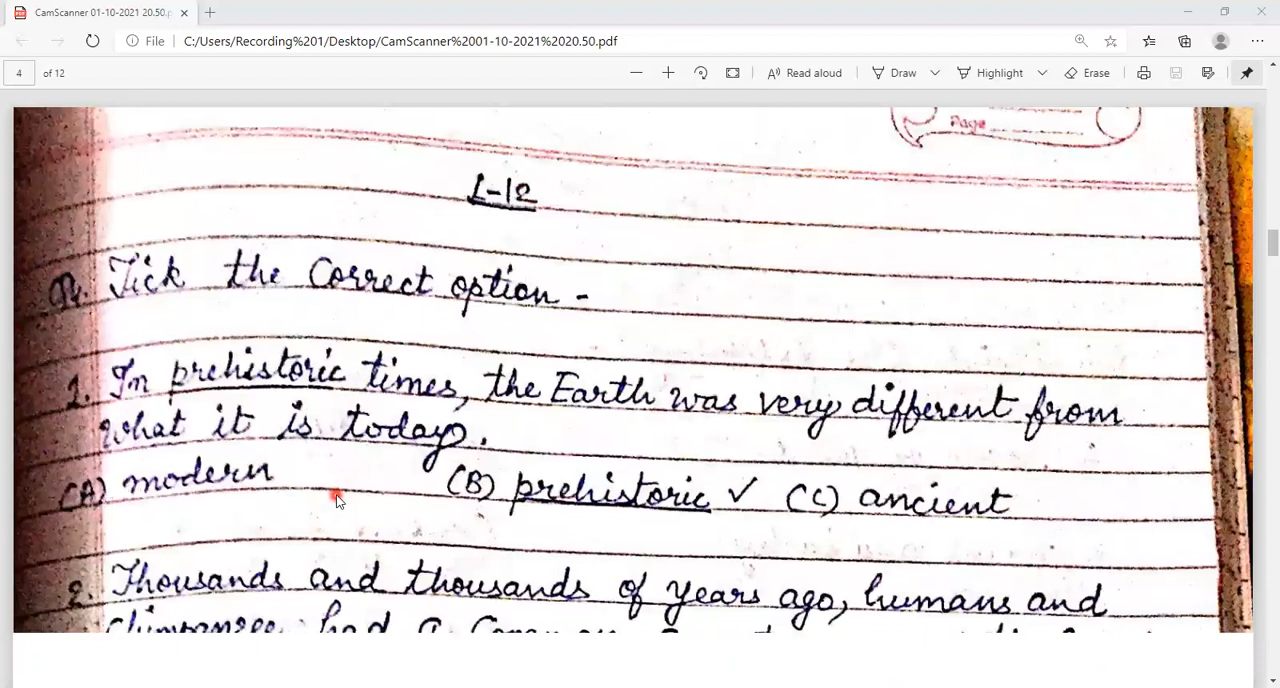 CamScanner 01-10-2021 20.50.p
File C:/Users/Recording%201/Desktop/CamScanner%2001-10-2021%2020.50.pdf
4 of 12 Read aloud Draw Highlight Erase
Page
L-12
Q1. Tick the Correct option -
1. In prehistoric times, the Earth was very different from
what it is today.
(A) modern (B) prehistoric ✓ (C) ancient
2. Thousands and thousands of years ago, humans and
had a